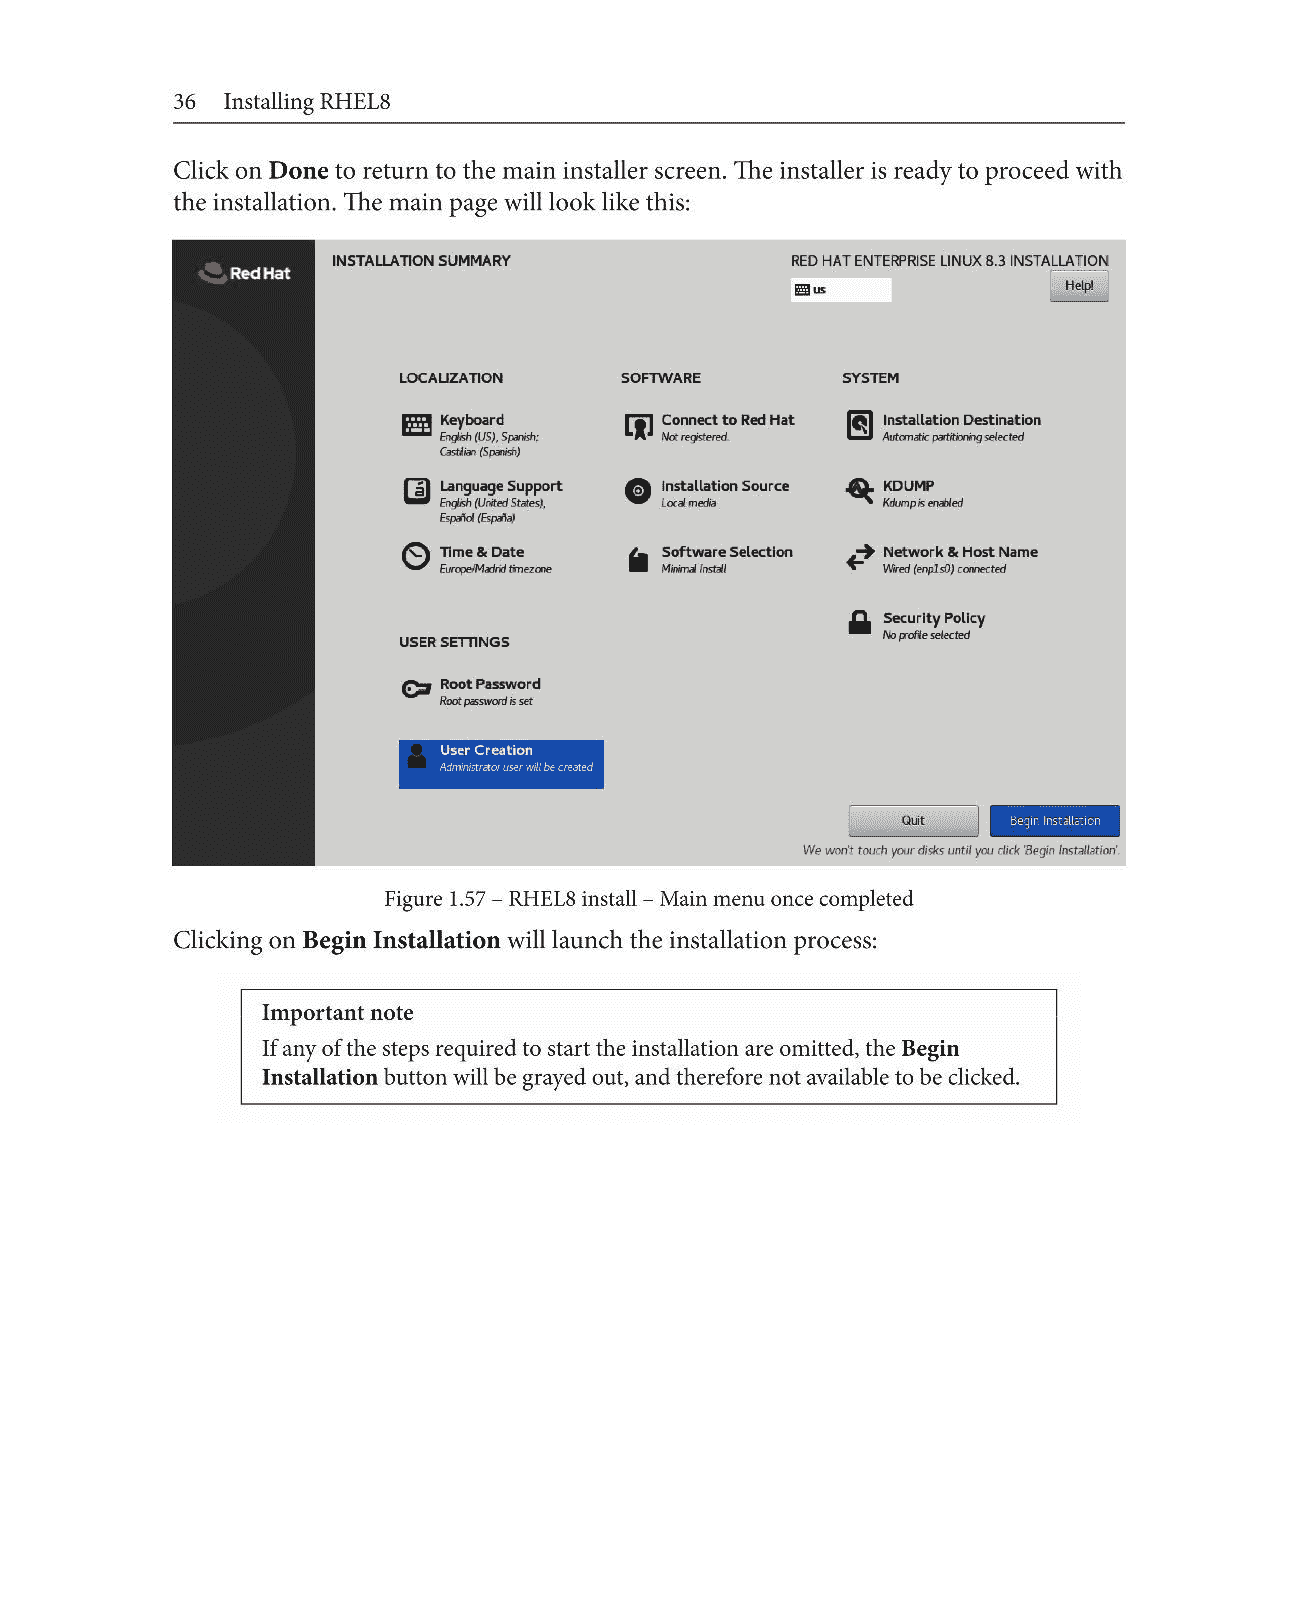 36 Installing RHEL8
Click on Done to return to the main installer screen. The installer is ready to proceed with
the installation. The main page will look like this:
Red Hat
INSTALLATION SUMMARY
RED HAT ENTERPRISE LINUX 8.3 INSTALLATION
us
Help!
LOCALIZATION
Keyboard
English (US), Spanish;
Castilian (Spanish)
Language Support
English (United States),
Español (España)
Time & Date
Europe/Madrid timezone
SOFTWARE
Connect to Red Hat
Not registered.
Installation Source
Local media
Software Selection
Minimal Install
SYSTEM
Installation Destination
Automatic partitioning selected
KDUMP
Kdump is enabled
Network & Host Name
Wired (enp1s0) connected
Security Policy
No profile selected
USER SETTINGS
Root Password
Root password is set
User Creation
Administrator user will be created
Quit
Begin Installation
We won't touch your disks until you click 'Begin Installation'.
Figure 1.57 – RHEL8 install – Main menu once completed
Clicking on Begin Installation will launch the installation process:
Important note
If any of the steps required to start the installation are omitted, the Begin
Installation button will be grayed out, and therefore not available to be clicked.